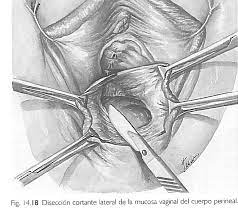 Fig. 14.18 Disección cortante lateral de la mucosa vaginal del cuerpo perineal.